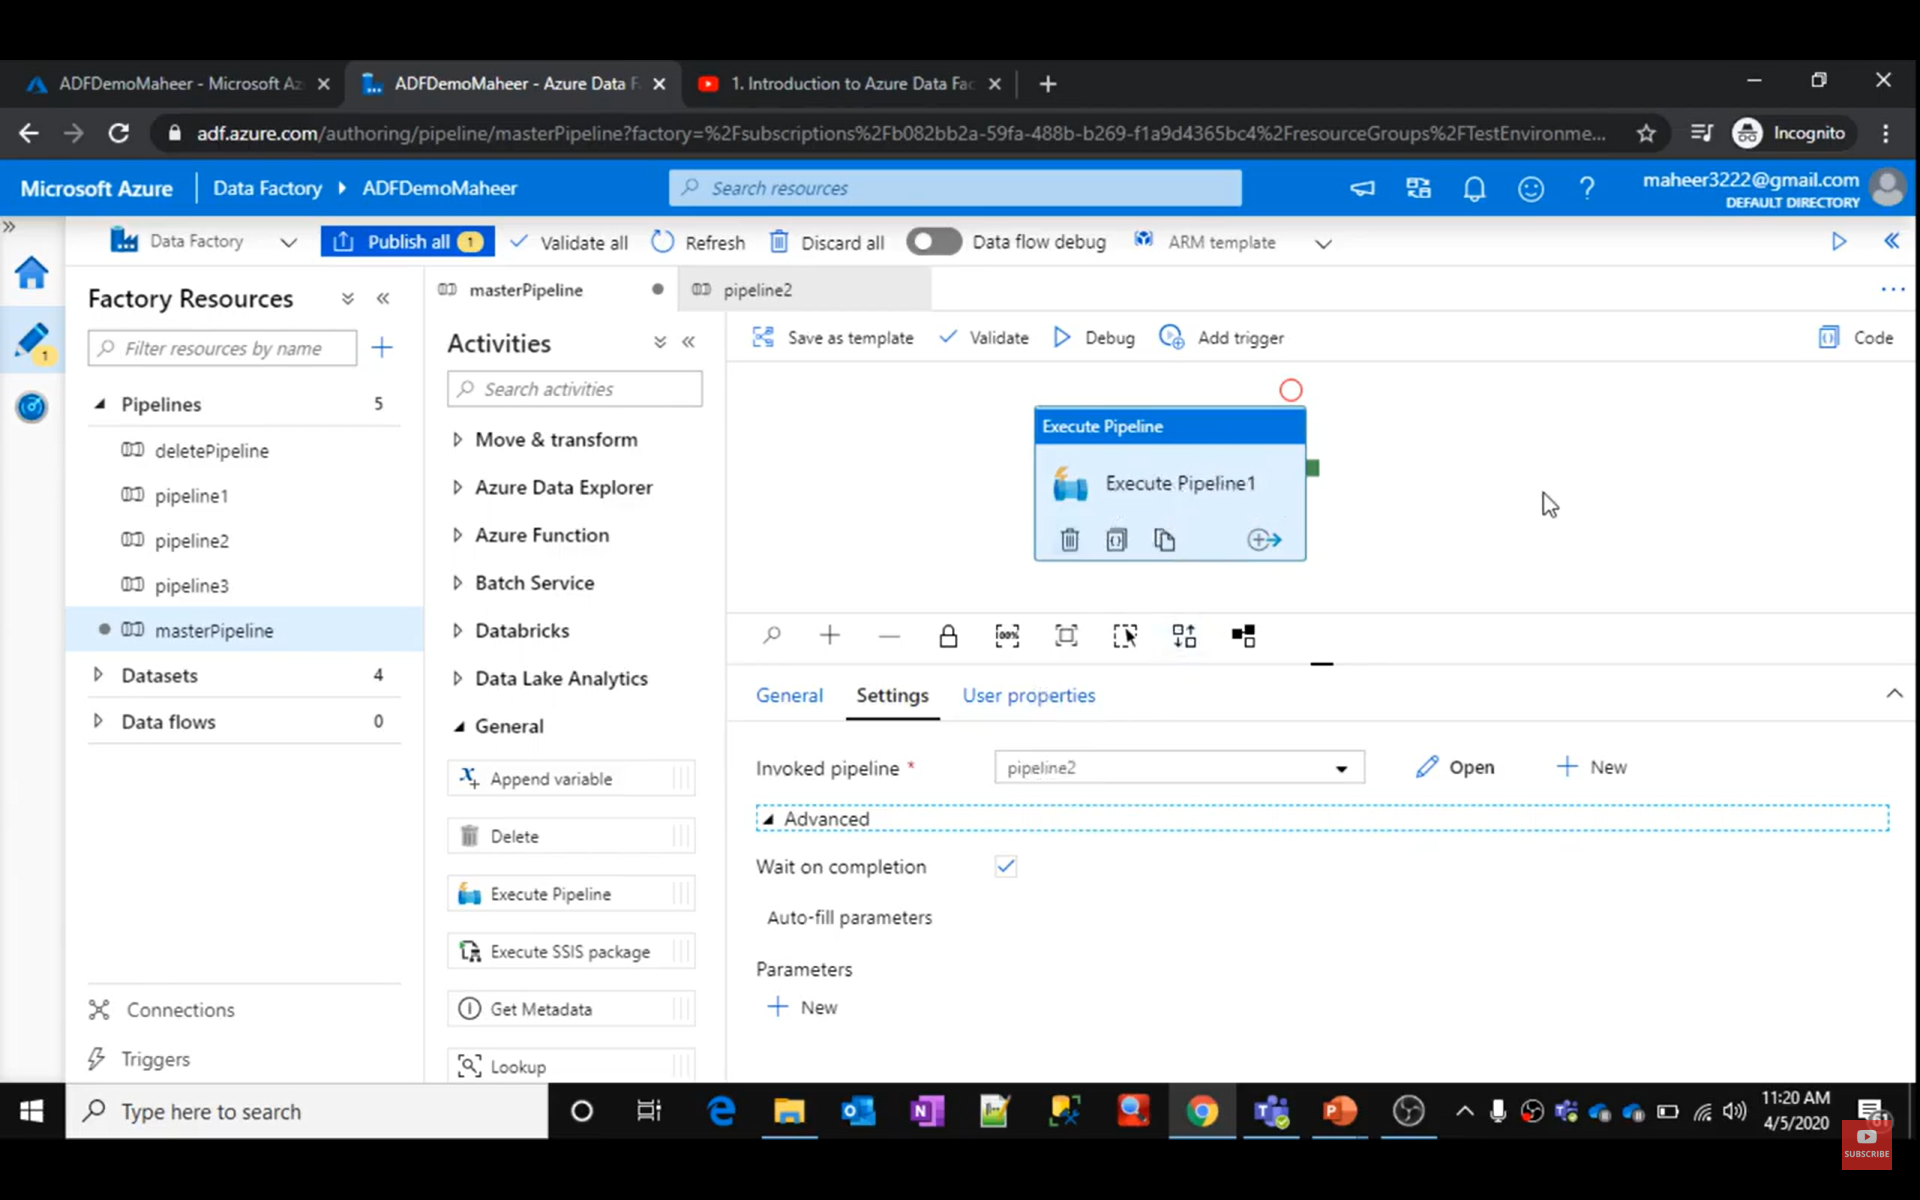 ADFDemoMaheer - Microsoft Az
ADFDemoMaheer - Azure Data F
1. Introduction to Azure Data Fac
adf.azure.com/authoring/pipeline/masterPipeline?factory=%2Fsubscriptions%2Fb082bb2a-59fa-488b-b269-f1a9d4365bc4%2FresourceGroups%2FTestEnvironme...
Incognito
Microsoft Azure
Data Factory
ADFDemoMaheer
Search resources
maheer3222@gmail.com
DEFAULT DIRECTORY
Data Factory
Publish all 1
Validate all
Refresh
Discard all
Data flow debug
ARM template
Factory Resources
Filter resources by name
1
Pipelines 5
deletePipeline
pipeline1
pipeline2
pipeline3
masterPipeline
Datasets 4
Data flows 0
Connections
Triggers
masterPipeline
pipeline2
Activities
Search activities
Move & transform
Azure Data Explorer
Azure Function
Batch Service
Databricks
Data Lake Analytics
General
Append variable
Delete
Execute Pipeline
Execute SSIS package
Get Metadata
Lookup
Save as template
Validate
Debug
Add trigger
Code
Execute Pipeline
Execute Pipeline1
100%
General
Settings
User properties
Invoked pipeline *
pipeline2
Open
New
Advanced
Wait on completion
Auto-fill parameters
Parameters
New
Type here to search
11:20 AM
4/5/2020
61
SUBSCRIBE